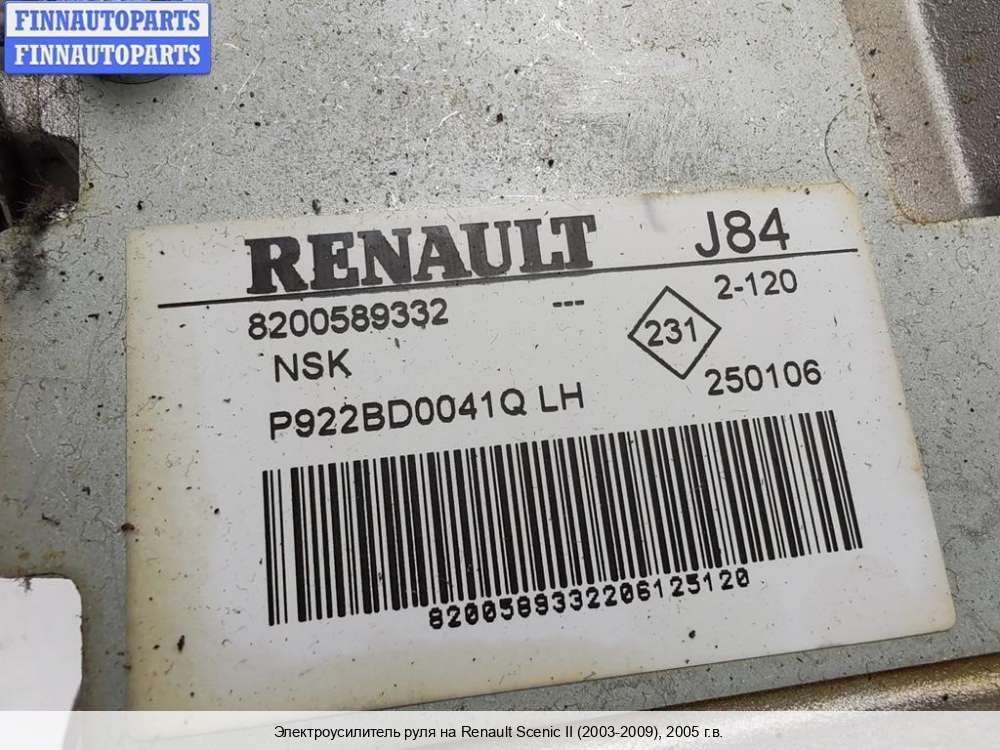 FINNAUTOPARTS
FINNAUTOPARTS
RENAULT J84
8200589332 --- 2-120
NSK 231
P922BD0041Q LH 250106
8200589332206125120
Электроусилитель руля на Renault Scenic II (2003-2009), 2005 г.в.